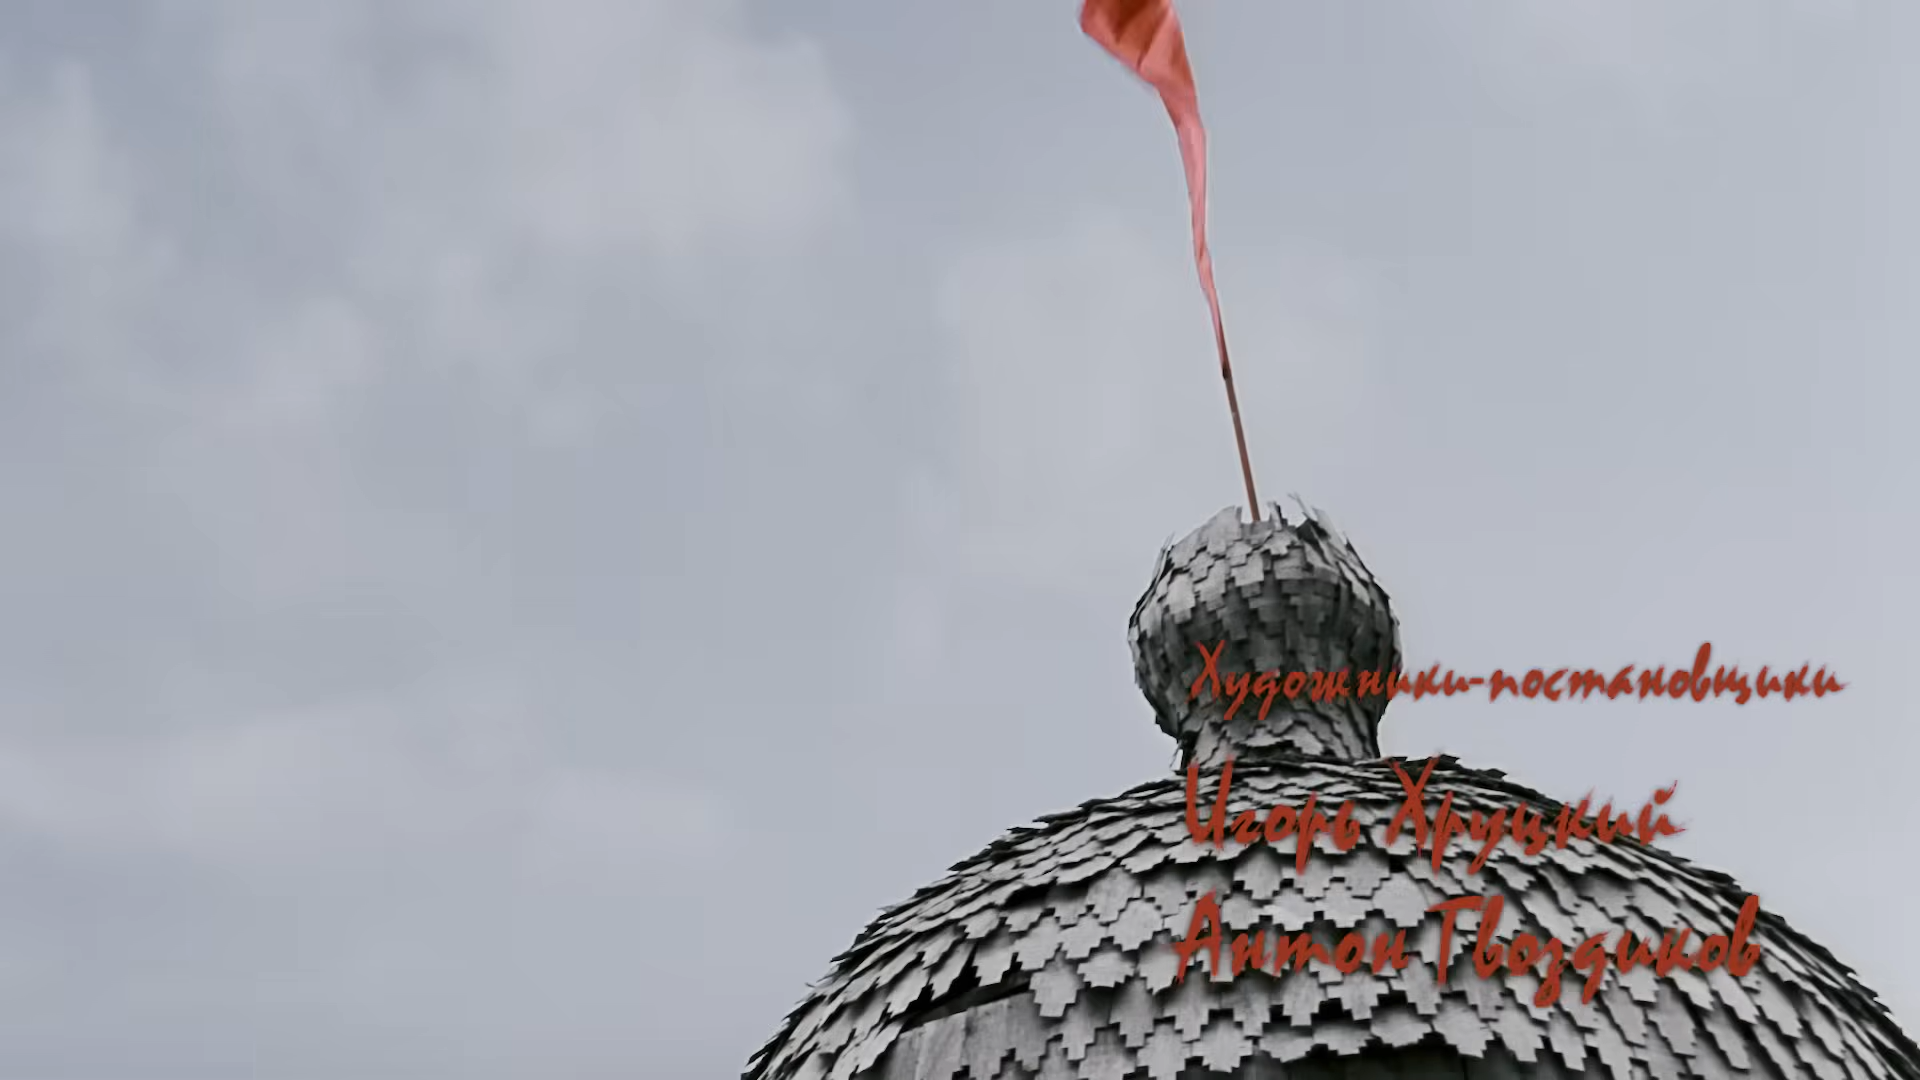 Художники-постановщики
Игорь Хруцкий
Антон Гвоздиков